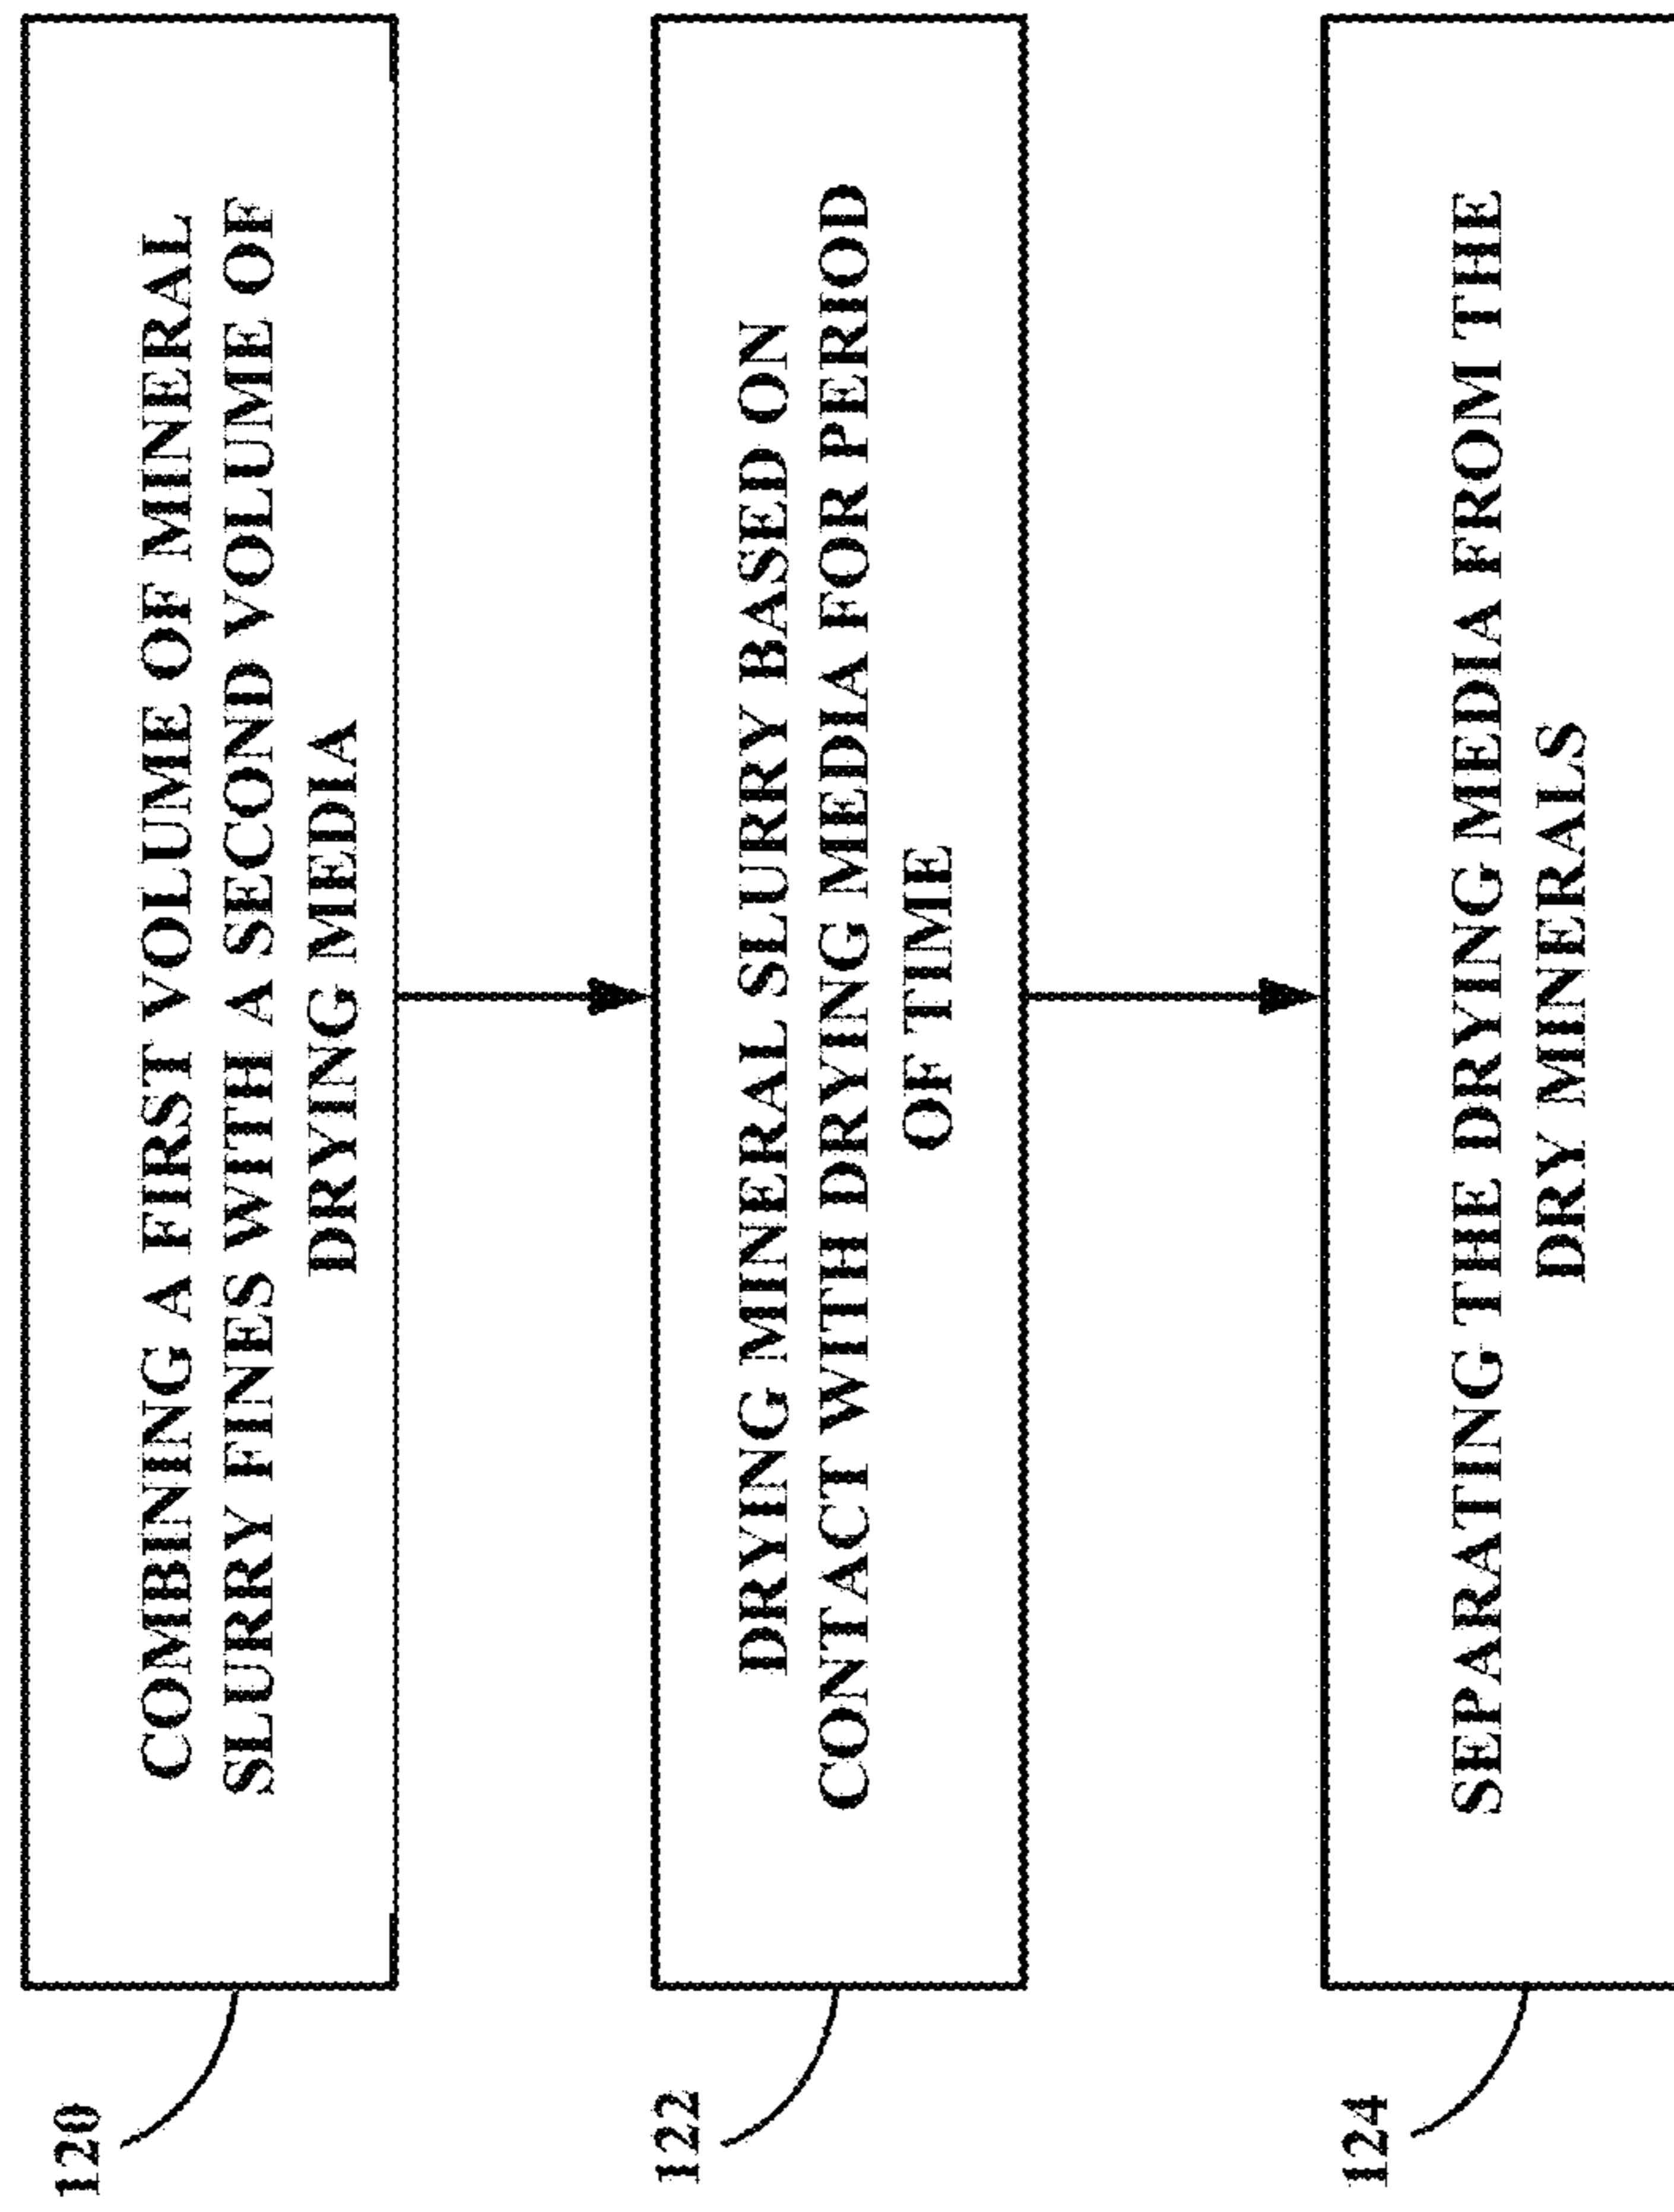 120
COMBINING A FIRST VOLUME OF MINERAL
SLURRY FINES WITH A SECOND VOLUME OF
DRYING MEDIA
122
DRYING MINERAL SLURRY BASED ON
CONTACT WITH DRYING MEDIA FOR PERIOD
OF TIME
124
SEPARATING THE DRYING MEDIA FROM THE
DRY MINERALS